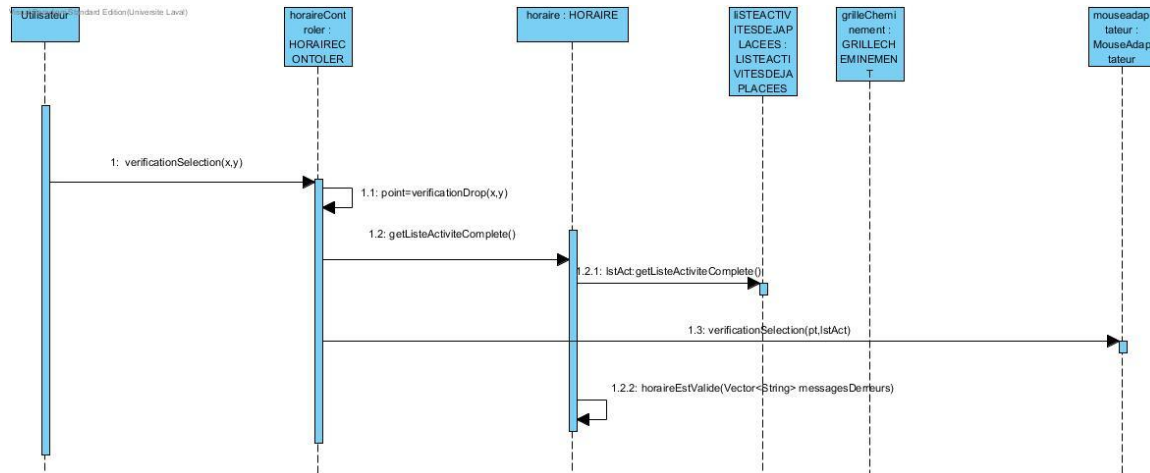 Standard Edition(Universite Laval)
Utilisateur
horaireCont
roler :
HORAIREC
ONTOLER
horaire : HORAIRE
liSTEACTIV
ITESDEJAP
LACEES :
LISTEACTI
VITESDEJA
PLACEES
grilleChemi
nement :
GRILLECH
EMINEMEN
T
mouseadap
tateur :
MouseAdap
tateur
1: verificationSelection(x,y)
1.1: point=verificationDrop(x,y)
1.2: getListeActiviteComplete()
1.2.1: lstAct:getListeActiviteComplete()
1.3: verificationSelection(pt,lstAct)
1.2.2: horaireEstValide(Vector<String> messagesDerreurs)